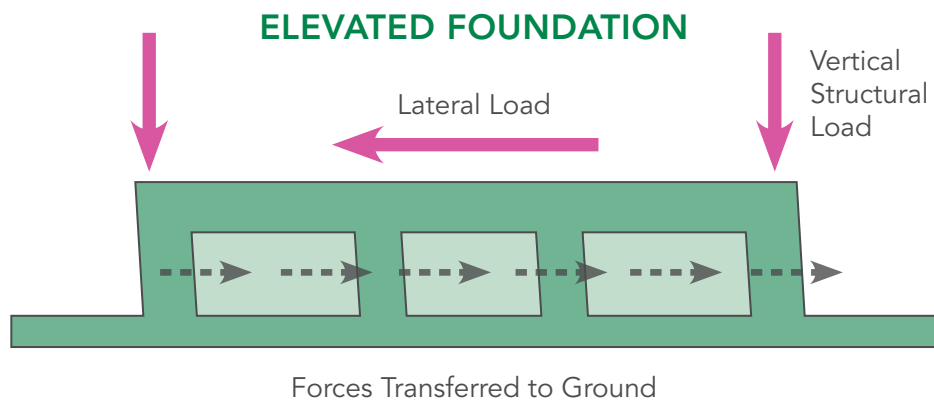 ELEVATED FOUNDATION
Vertical
Structural
Load
Lateral Load
Forces Transferred to Ground